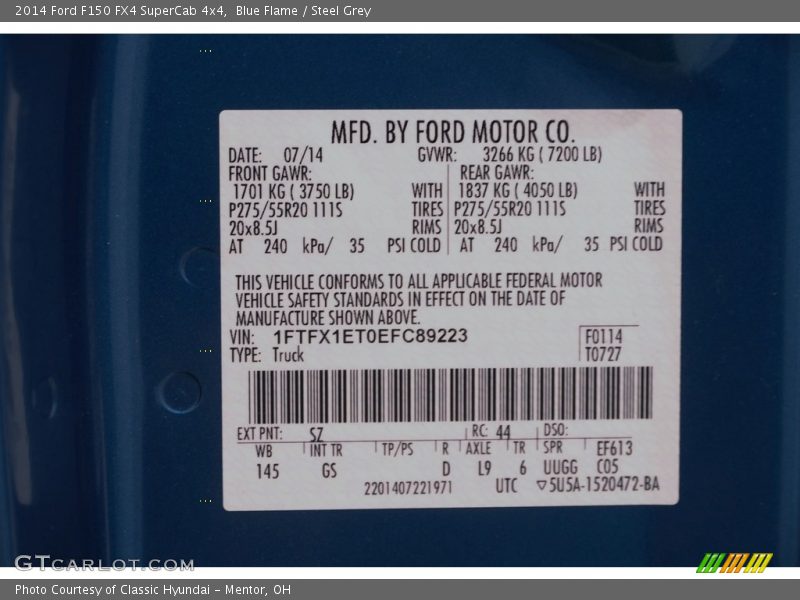 2014 Ford F150 FX4 SuperCab 4x4,  Blue Flame / Steel Grey
MFD. BY FORD MOTOR CO.
DATE: 07/14 GVWR: 3266 KG ( 7200 LB)
FRONT GAWR: REAR GAWR:
1701 KG ( 3750 LB) WITH 1837 KG ( 4050 LB) WITH
P275/55R20 111S TIRES P275/55R20 111S TIRES
20x8.5J RIMS 20x8.5J RIMS
AT 240 kPa/ 35 PSI COLD AT 240 kPa/ 35 PSI COLD
THIS VEHICLE CONFORMS TO ALL APPLICABLE FEDERAL MOTOR
VEHICLE SAFETY STANDARDS IN EFFECT ON THE DATE OF
MANUFACTURE SHOWN ABOVE.
VIN: 1FTFX1ET0EFC89223 F0114
TYPE: Truck T0727
EXT PNT: SZ RC: 44 DSO:
WB INT TR TP/PS R AXLE TR SPR EF613
145 GS D L9 6 UUGG C05
2201407221971 UTC ▽5U5A-1520472-BA
GTCARLOT.COM
Photo Courtesy of Classic Hyundai - Mentor, OH